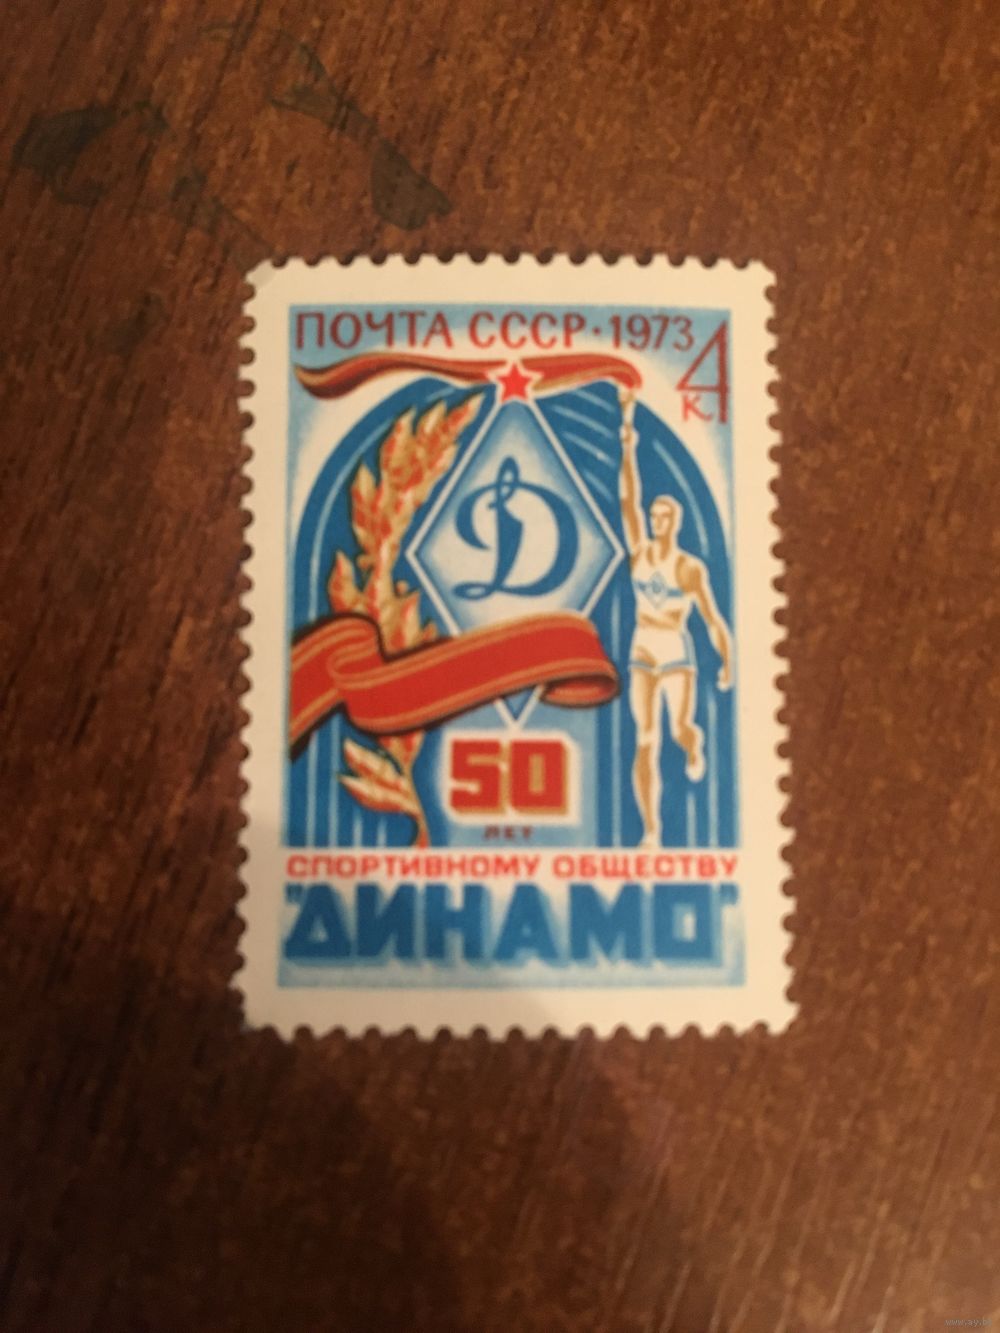 ПОЧТА СССР·1973
4
к.
D
50
ЛЕТ
СПОРТИВНОМУ ОБЩЕСТВУ
"ДИНАМО"